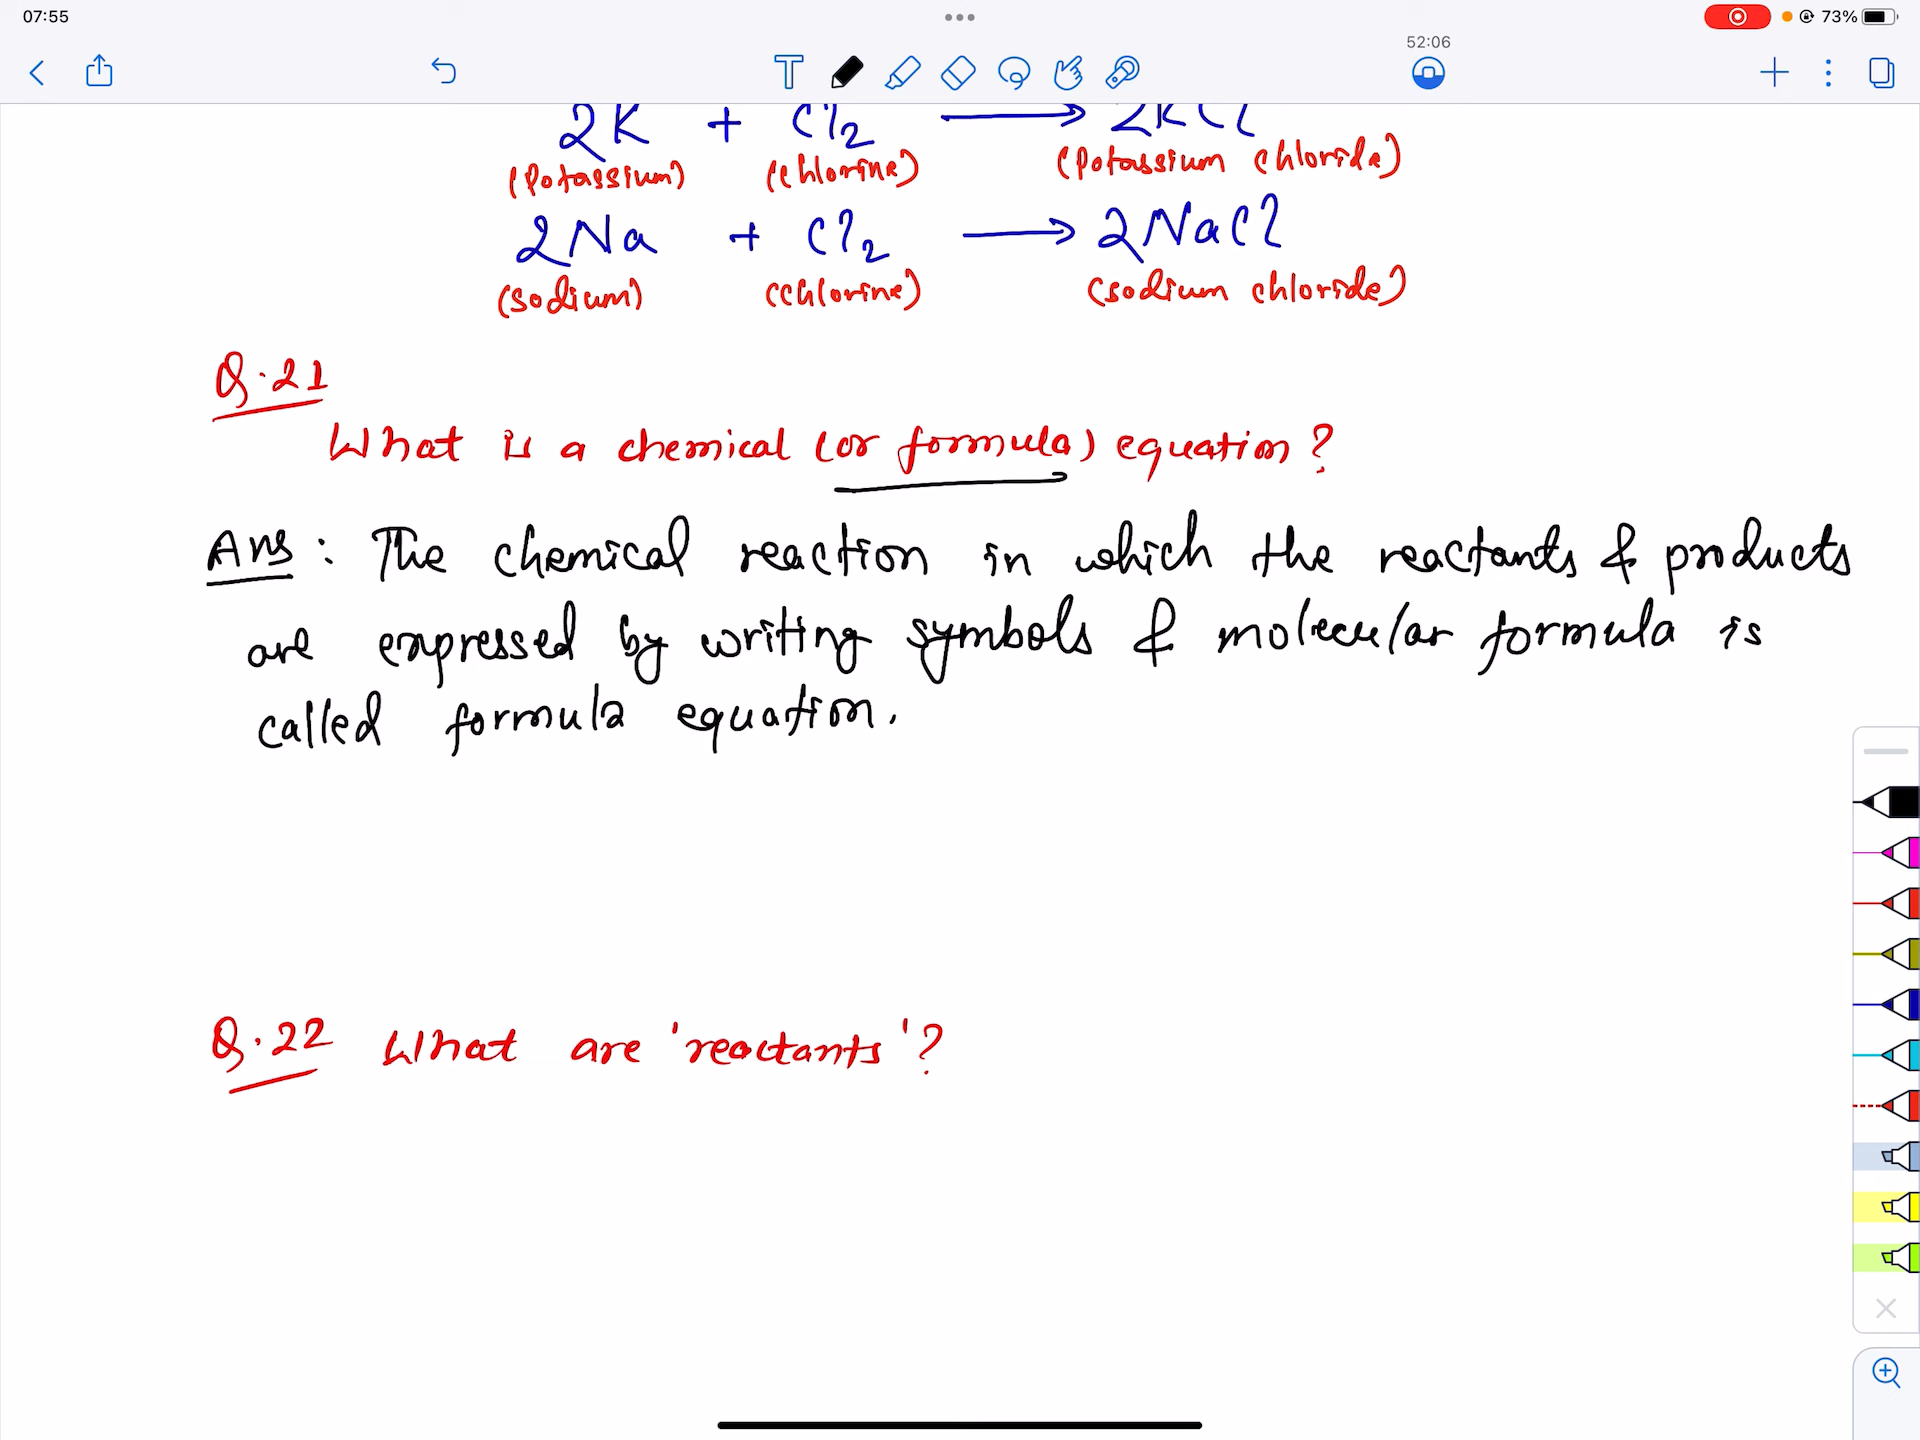 07:55
73%
52:06
2K + Cl₂ ⟶ 2KCl
(Potassium) (chlorine) (Potassium chloride)
2Na + Cl₂ ⟶ 2NaCl
(sodium) (chlorine) (sodium chloride)
Q.21
What is a chemical (or formula) equation?
Ans : The chemical reaction in which the reactants & products
are expressed by writing symbols & molecular formula is
called formula equation.
Q.22 What are 'reactants'?